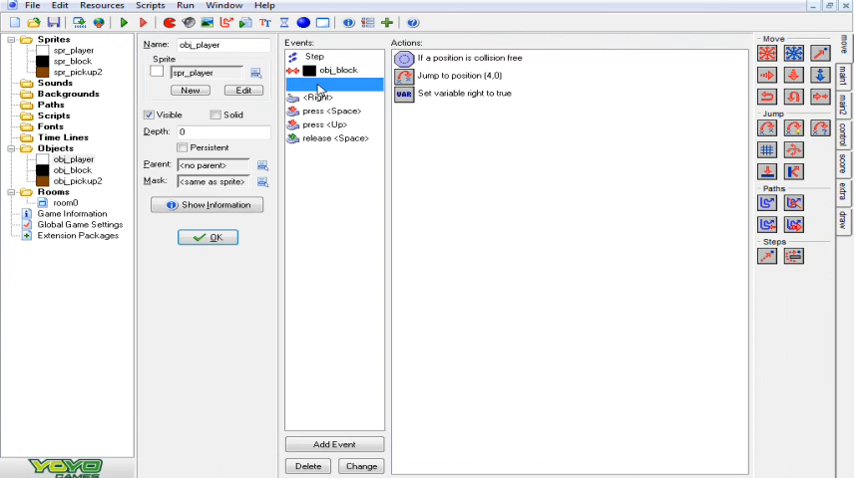 File Edit Resources Scripts Run Window Help
Sprites
spr_player
spr_block
spr_pickup2
Sounds
Backgrounds
Paths
Scripts
Fonts
Time Lines
Objects
obj_player
obj_block
obj_pickup2
Rooms
room0
Game Information
Global Game Settings
Extension Packages
YOYO
GAMES
Name: obj_player
Sprite
spr_player
New Edit
Visible Solid
Depth: 0
Persistent
Parent: <no parent>
Mask: <same as sprite>
Show Information
OK
Events:
Step
obj_block
<Right>
press <Space>
press <Up>
release <Space>
Add Event
Delete Change
Actions:
If a position is collision free
Jump to position (4,0)
VAR Set variable right to true
Move
Jump
Paths
Steps
move
main1
main2
control
score
extra
draw